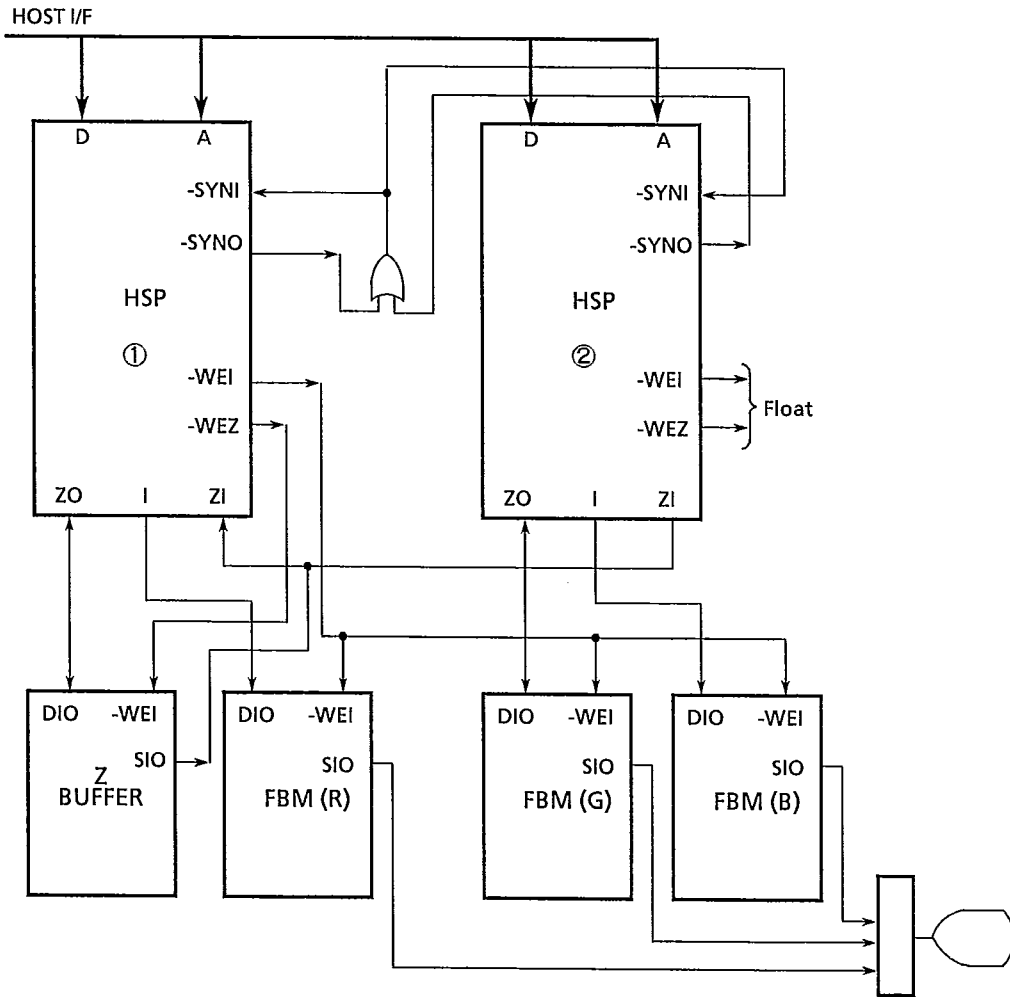 HOST I/F
D
A
-SYNI
-SYNO
HSP
①
-WEI
-WEZ
ZO
I
ZI
D
A
-SYNI
-SYNO
HSP
②
-WEI
-WEZ
Float
ZO
I
ZI
DIO
-WEI
SIO
Z
BUFFER
DIO
-WEI
SIO
FBM (R)
DIO
-WEI
SIO
FBM (G)
DIO
-WEI
SIO
FBM (B)